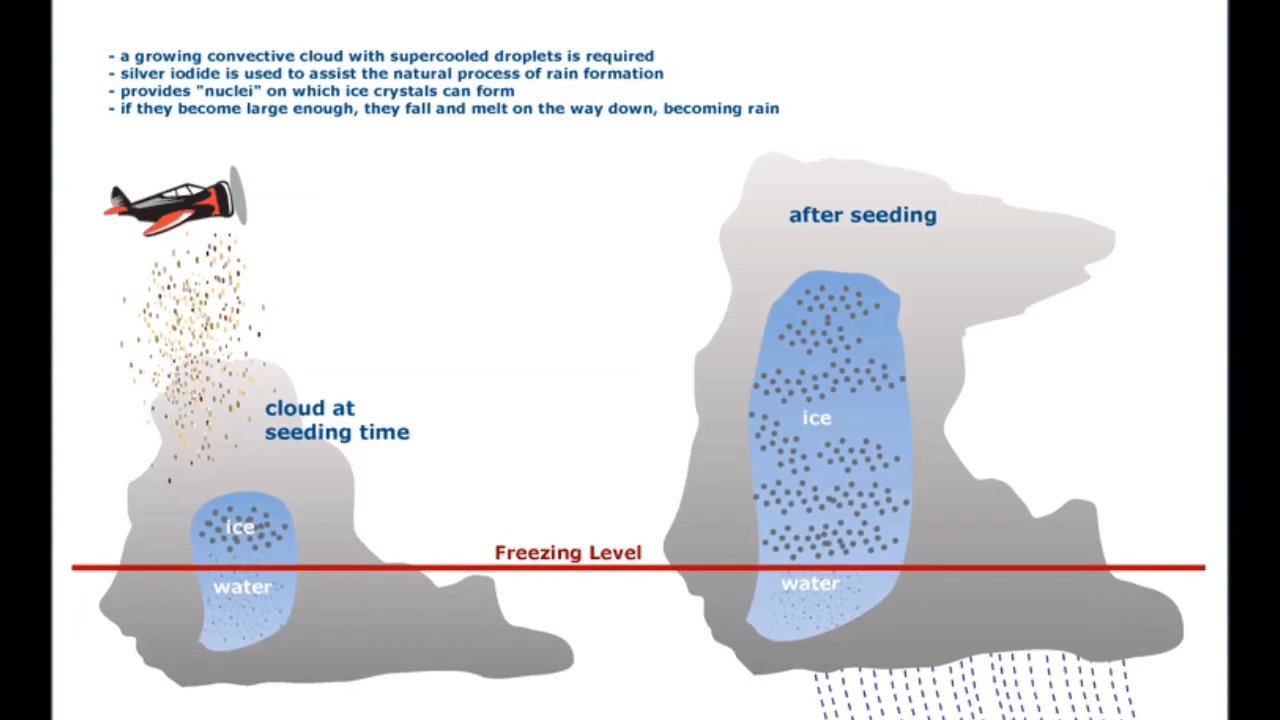 - a growing convective cloud with supercooled droplets is required
- silver iodide is used to assist the natural process of rain formation
- provides "nuclei" on which ice crystals can form
- if they become large enough, they fall and melt on the way down, becoming rain
after seeding
cloud at
seeding time
ice
ice
Freezing Level
water
water